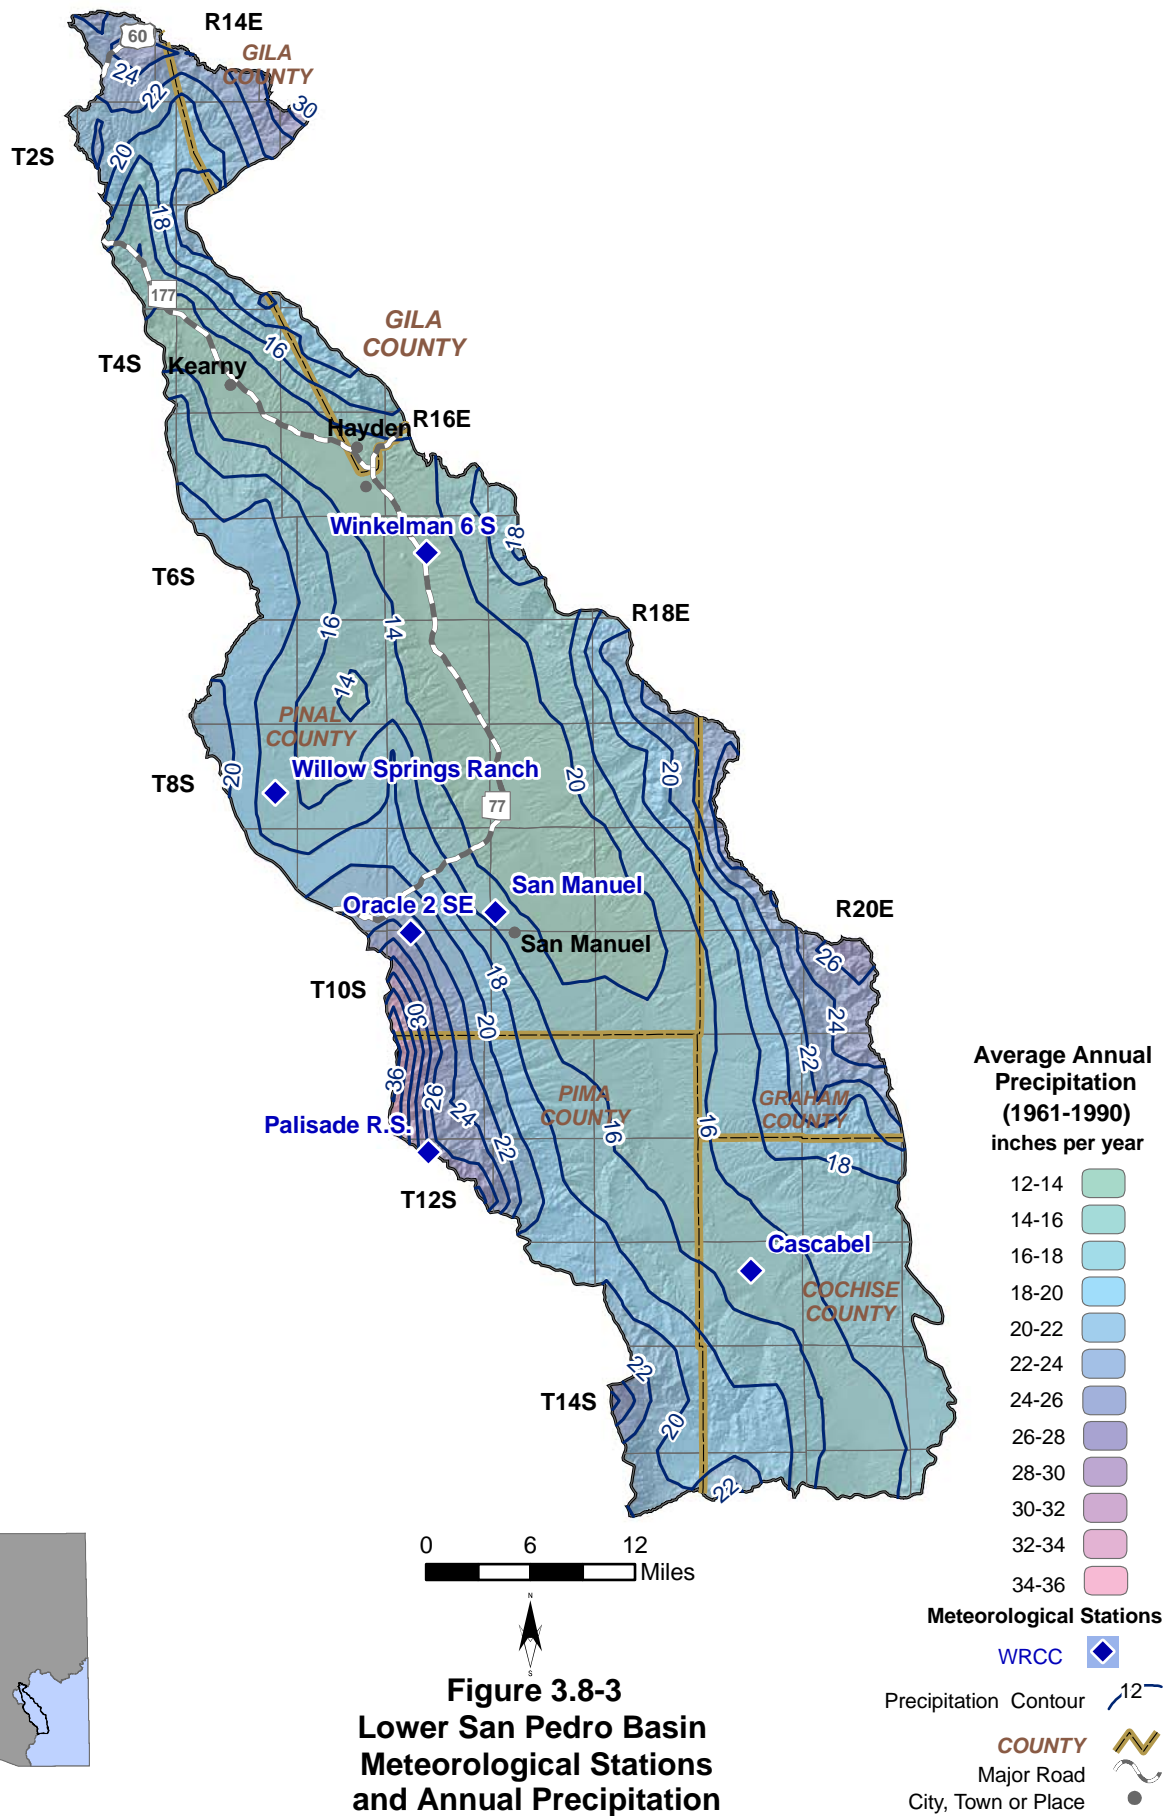 R14E
60
GILA
COUNTY
24
22
30
T2S
20
18
177
GILA
COUNTY
16
T4S
Kearny
R16E
Hayden
Winkelman 6 S
18
T6S
R18E
16
14
14
PINAL
COUNTY
20
Willow Springs Ranch
20
20
T8S
77
San Manuel
Oracle 2 SE
R20E
San Manuel
26
18
T10S
30
20
24
22
36
26
24
PIMA
COUNTY
GRAHAM
COUNTY
Palisade R.S.
16
16
22
18
T12S
Cascabel
COCHISE
COUNTY
22
T14S
20
22
Average Annual
Precipitation
(1961-1990)
inches per year
12-14
14-16
16-18
18-20
20-22
22-24
24-26
26-28
28-30
30-32
32-34
34-36
Meteorological Stations
WRCC
Precipitation Contour
12
COUNTY
Major Road
City, Town or Place
0 6 12
Miles
N
S
Figure 3.8-3
Lower San Pedro Basin
Meteorological Stations
and Annual Precipitation